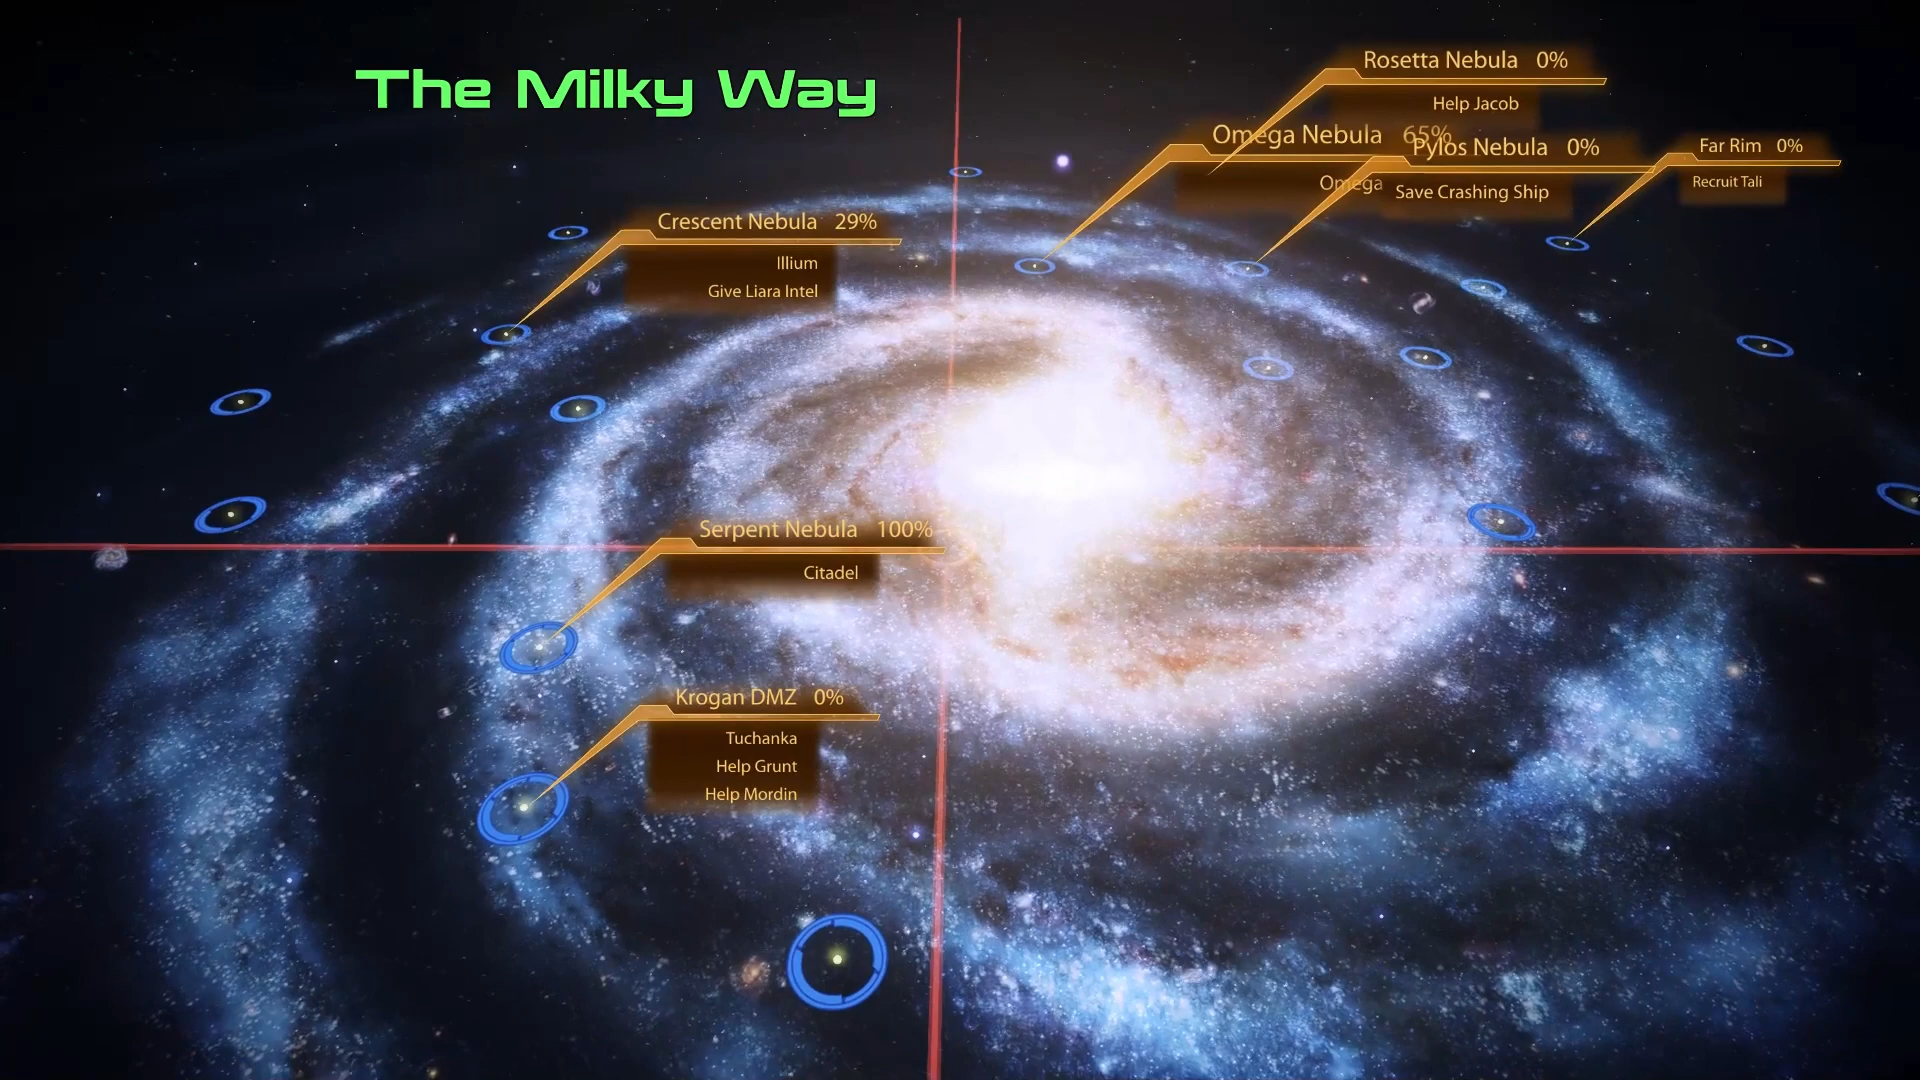 The Milky Way
Rosetta Nebula 0%
Help Jacob
Omega Nebula 65%
Omega
Pylos Nebula 0%
Save Crashing Ship
Far Rim 0%
Recruit Tali
Crescent Nebula 29%
Illium
Give Liara Intel
Serpent Nebula 100%
Citadel
Krogan DMZ 0%
Tuchanka
Help Grunt
Help Mordin